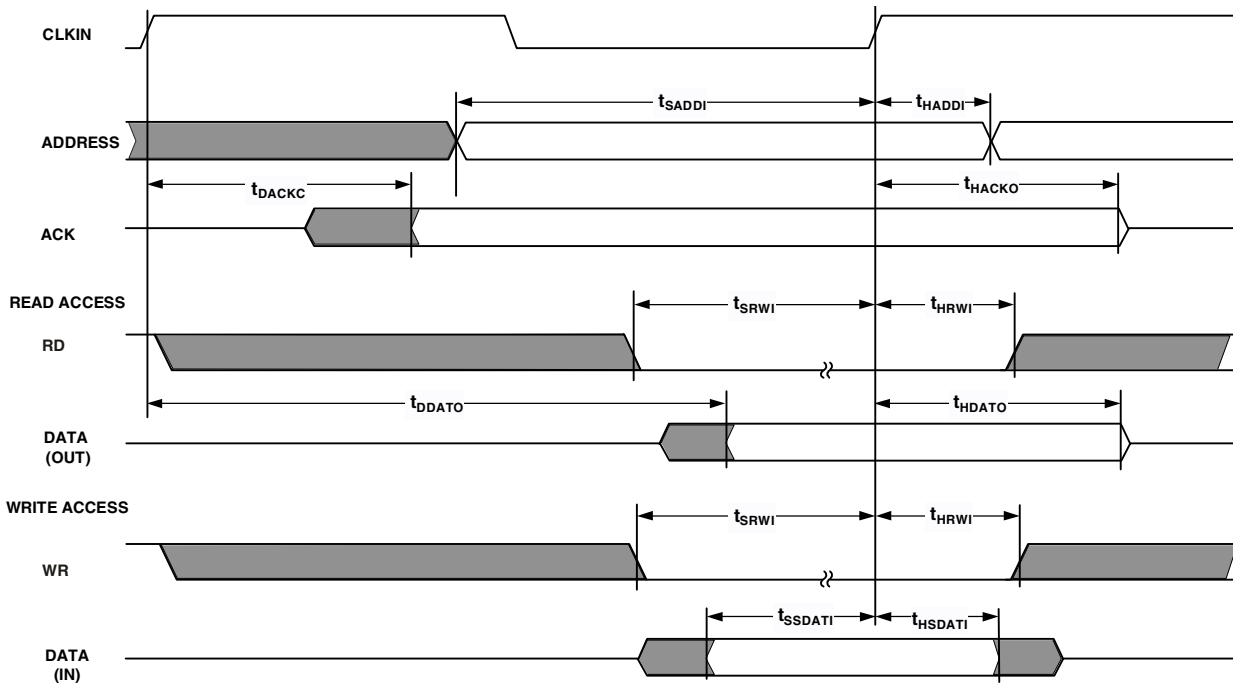 CLKIN
tSADDI
tHADDI
ADDRESS
tDACKC
tHACKO
ACK
READ ACCESS
tSRWI
tHRWI
RD
tDDATO
tHDATO
DATA
(OUT)
WRITE ACCESS
tSRWI
tHRWI
WR
tSSDATI
tHSDATI
DATA
(IN)